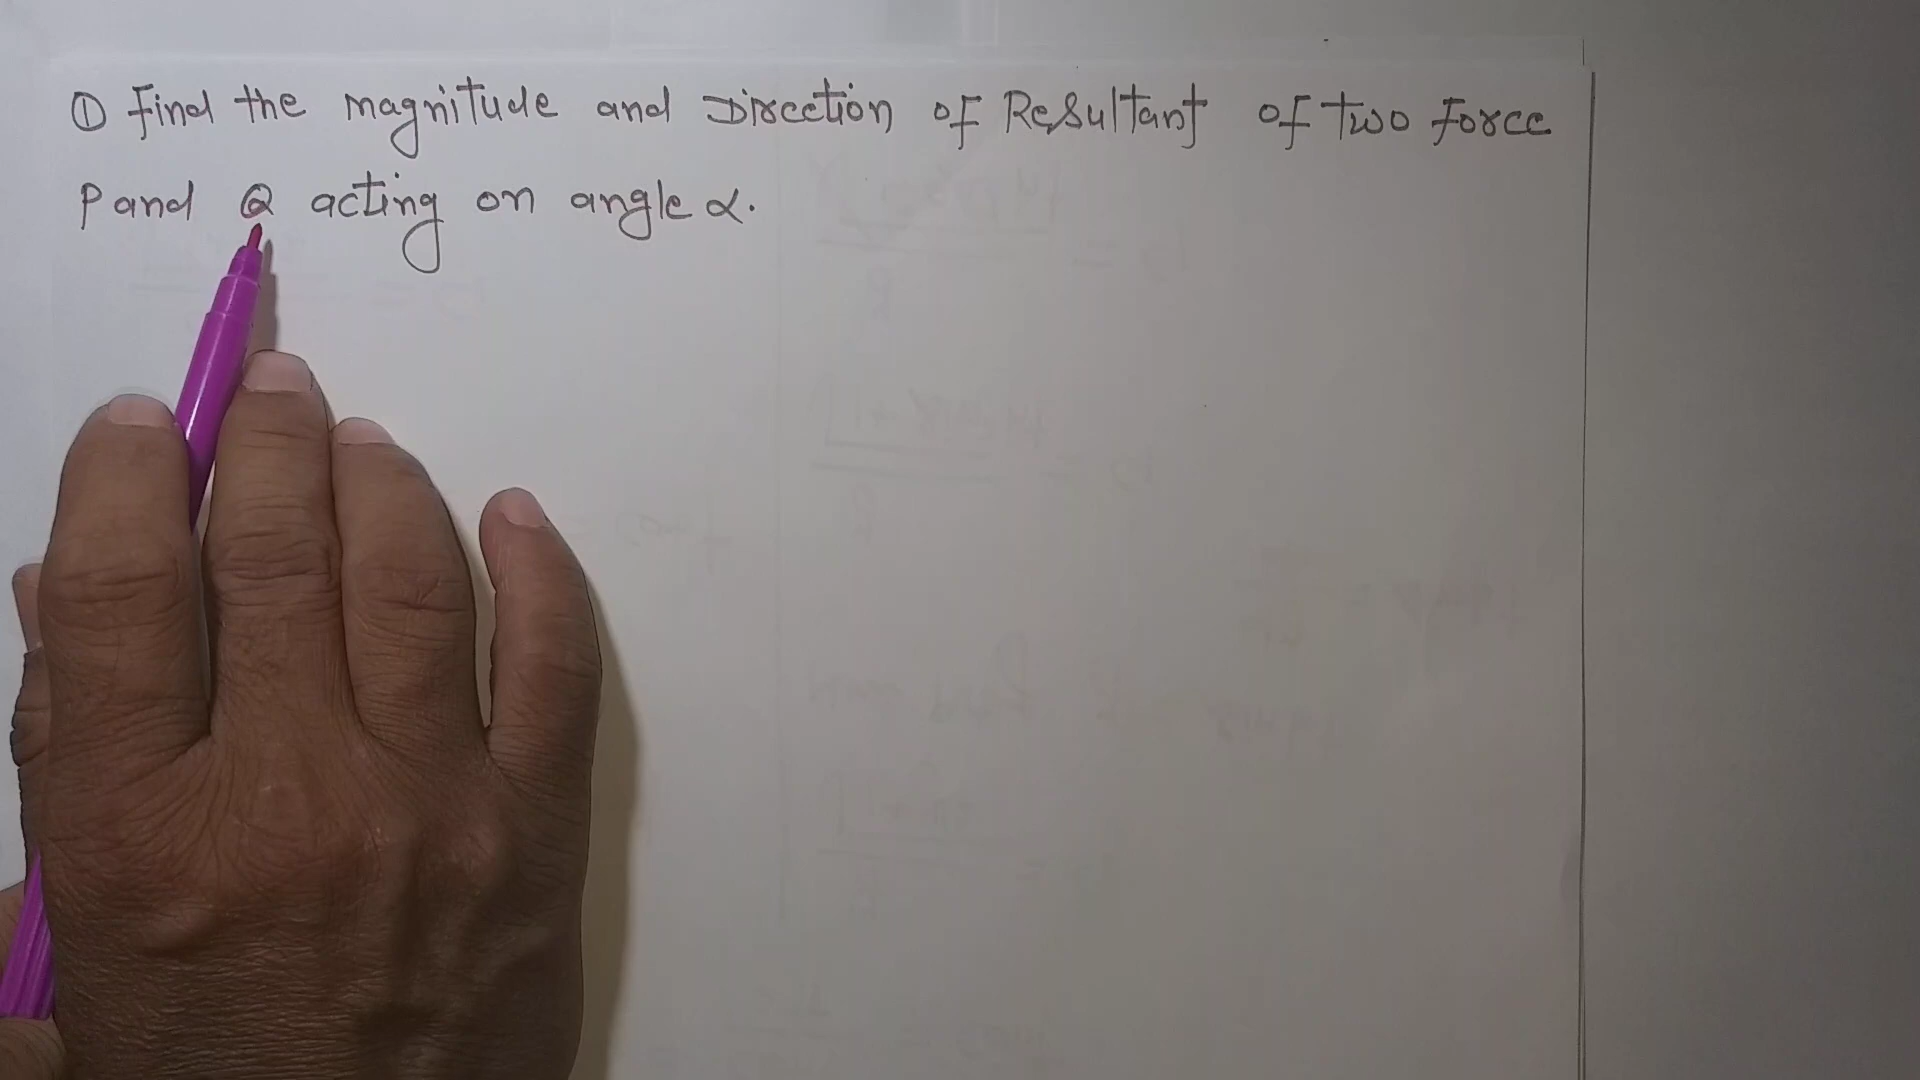 ① Find the magnitude and Direction of Resultant of two Force
P and Q acting on angle α.